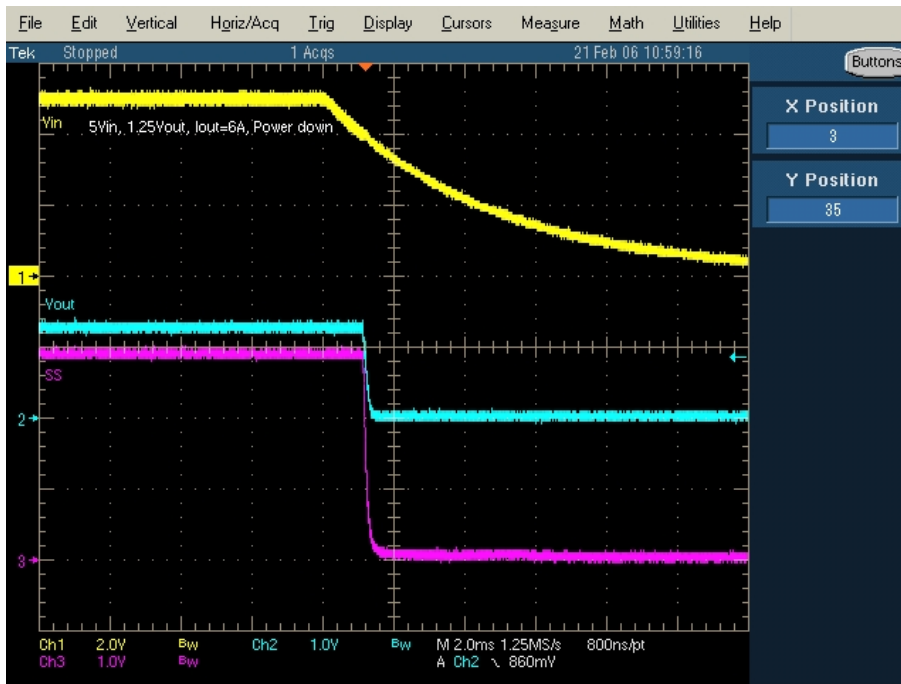 File Edit Vertical Horiz/Acq Trig Display Cursors Measure Math Utilities Help
Tek Stopped 1 Acqs 21 Feb 06 10:59:16
Buttons
X Position
3
Y Position
35
Vin
5Vin, 1.25Vout, Iout=6A, Power down
1
Vout
SS
2
3
Ch1 2.0V Bw Ch2 1.0V Bw M 2.0ms 1.25MS/s 800ns/pt
Ch3 1.0V Bw A Ch2 \ 860mV